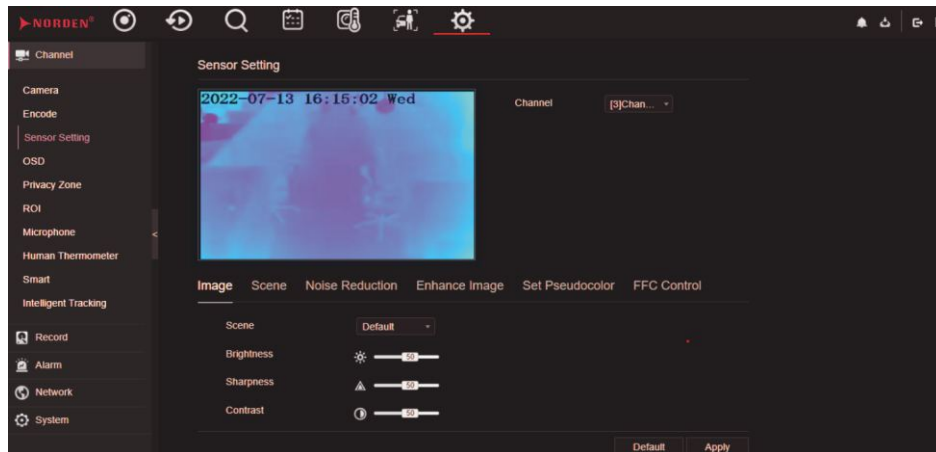 NORDEN®
Channel
Camera
Encode
Sensor Setting
OSD
Privacy Zone
ROI
Microphone
Human Thermometer
Smart
Intelligent Tracking
Record
Alarm
Network
System
Sensor Setting
2022-07-13 16:15:02 Wed
Channel [3]Chan...
Image Scene Noise Reduction Enhance Image Set Pseudocolor FFC Control
Scene Default
Brightness 50
Sharpness 50
Contrast 50
Default Apply